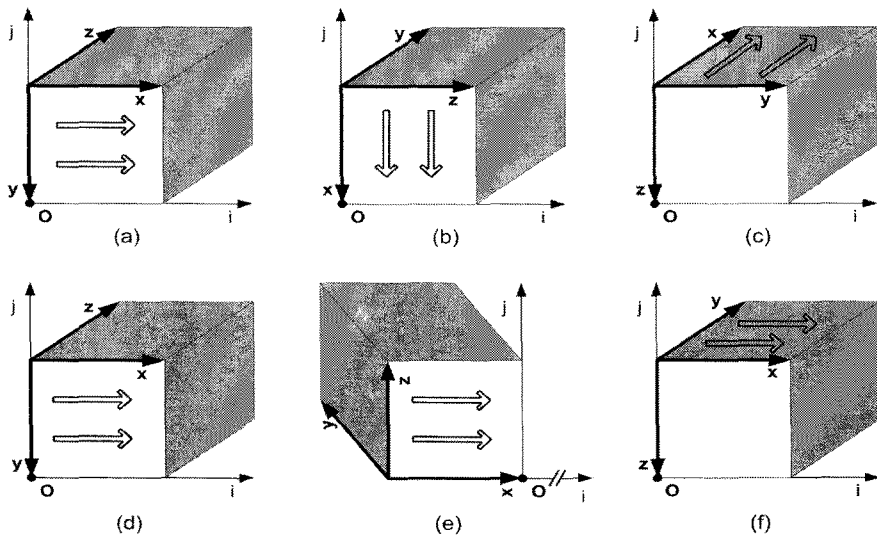 j z x y O i
(a)
j y z x O i
(b)
j x y z O i
(c)
j z x y O i
(d)
j z y x O i
(e)
j y x z O i
(f)